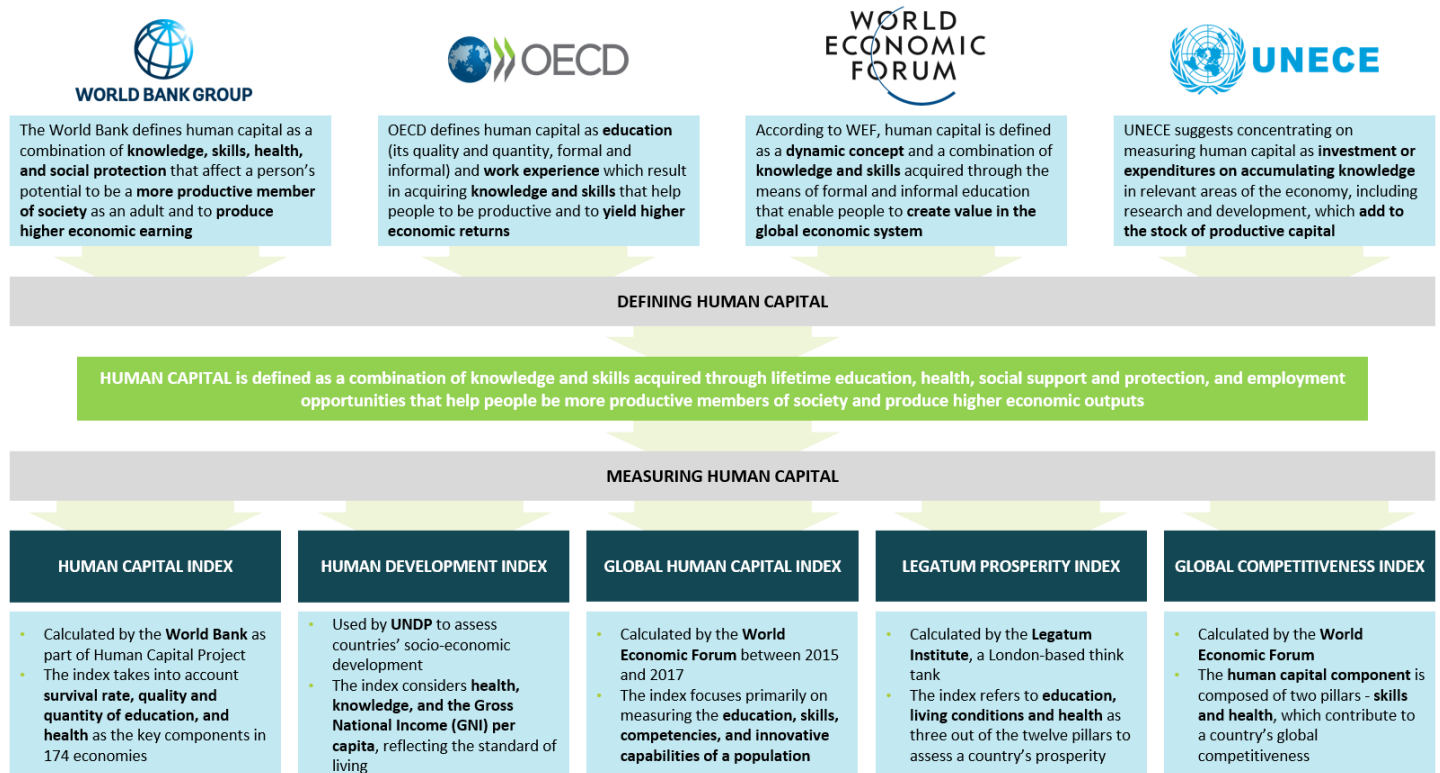 WORLD BANK GROUP
OECD
WORLD
ECONOMIC
FORUM
UNECE
The World Bank defines human capital as a
combination of knowledge, skills, health,
and social protection that affect a person's
potential to be a more productive member
of society as an adult and to produce
higher economic earning
OECD defines human capital as education
(its quality and quantity, formal and
informal) and work experience which result
in acquiring knowledge and skills that help
people to be productive and to yield higher
economic returns
According to WEF, human capital is defined
as a dynamic concept and a combination of
knowledge and skills acquired through the
means of formal and informal education
that enable people to create value in the
global economic system
UNECE suggests concentrating on
measuring human capital as investment or
expenditures on accumulating knowledge
in relevant areas of the economy, including
research and development, which add to
the stock of productive capital
DEFINING HUMAN CAPITAL
HUMAN CAPITAL is defined as a combination of knowledge and skills acquired through lifetime education, health, social support and protection, and employment
opportunities that help people be more productive members of society and produce higher economic outputs
MEASURING HUMAN CAPITAL
HUMAN CAPITAL INDEX
• Calculated by the World Bank as
part of Human Capital Project
• The index takes into account
survival rate, quality and
quantity of education, and
health as the key components in
174 economies
HUMAN DEVELOPMENT INDEX
• Used by UNDP to assess
countries' socio-economic
development
• The index considers health,
knowledge, and the Gross
National Income (GNI) per
capita, reflecting the standard of
living
GLOBAL HUMAN CAPITAL INDEX
• Calculated by the World
Economic Forum between 2015
and 2017
• The index focuses primarily on
measuring the education, skills,
competencies, and innovative
capabilities of a population
LEGATUM PROSPERITY INDEX
• Calculated by the Legatum
Institute, a London-based think
tank
• The index refers to education,
living conditions and health as
three out of the twelve pillars to
assess a country's prosperity
GLOBAL COMPETITIVENESS INDEX
• Calculated by the World
Economic Forum
• The human capital component is
composed of two pillars - skills
and health, which contribute to
a country's global
competitiveness